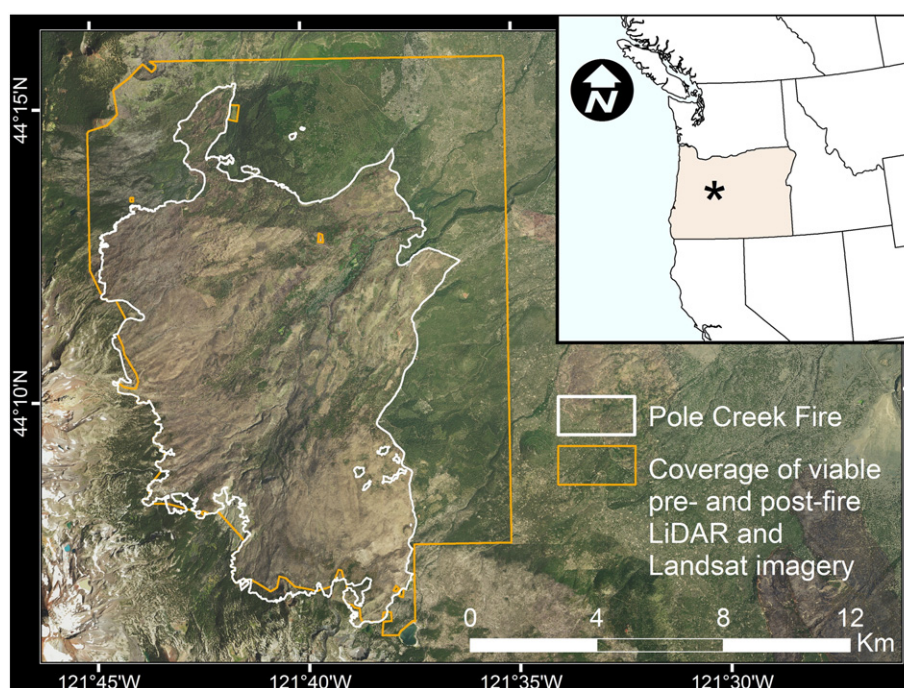 44°15'N
44°10'N
N
*
Pole Creek Fire
Coverage of viable
pre- and post-fire
LiDAR and
Landsat imagery
0 4 8 12
Km
121°45'W 121°40'W 121°35'W 121°30'W